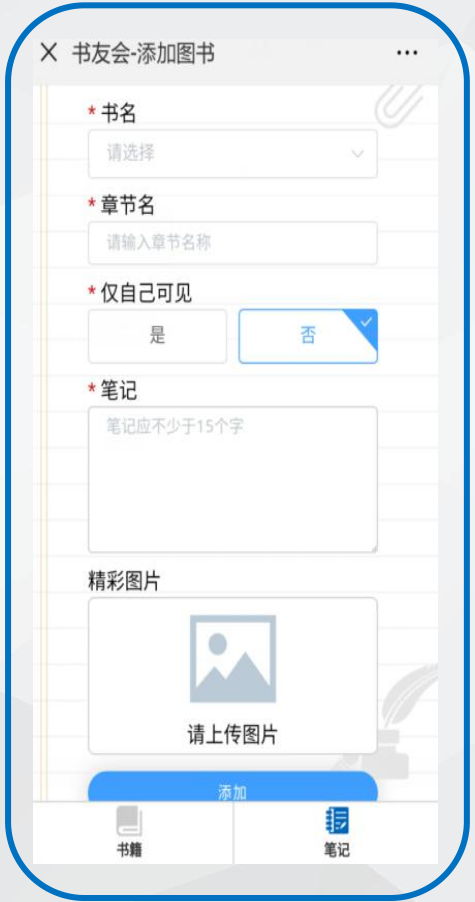 书友会-添加图书
* 书名
请选择
* 章节名
请输入章节名称
* 仅自己可见
是 否
* 笔记
笔记应不少于15个字
精彩图片
请上传图片
添加
书籍 笔记